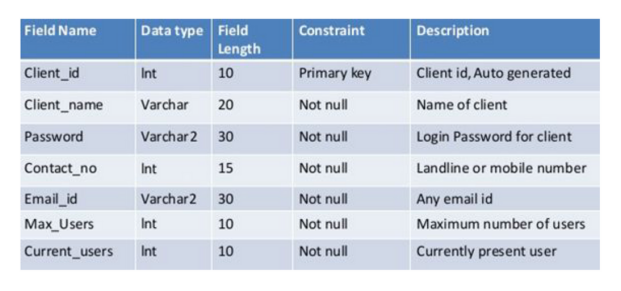 Field Name Data type Field Length Constraint Description
Client_id Int 10 Primary key Client id, Auto generated
Client_name Varchar 20 Not null Name of client
Password Varchar2 30 Not null Login Password for client
Contact_no Int 15 Not null Landline or mobile number
Email_id Varchar2 30 Not null Any email id
Max_Users Int 10 Not null Maximum number of users
Current_users Int 10 Not null Currently present user